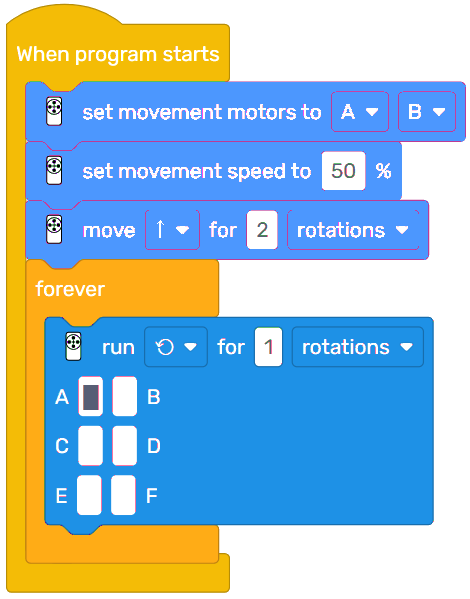 When program starts
set movement motors to A B
set movement speed to 50 %
move ↑ for 2 rotations
forever
run for 1 rotations
A B
C D
E F